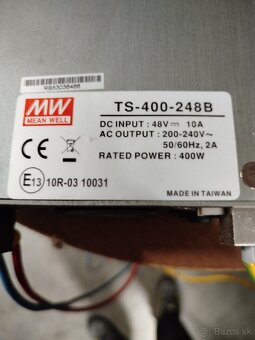 RB53038486
MW
MEAN WELL
TS-400-248B
DC INPUT : 48V⎓ 10A
AC OUTPUT : 200-240V~
50/60Hz, 2A
RATED POWER : 400W
CE
E13 10R-03 10031
MADE IN TAIWAN
Bazos.sk